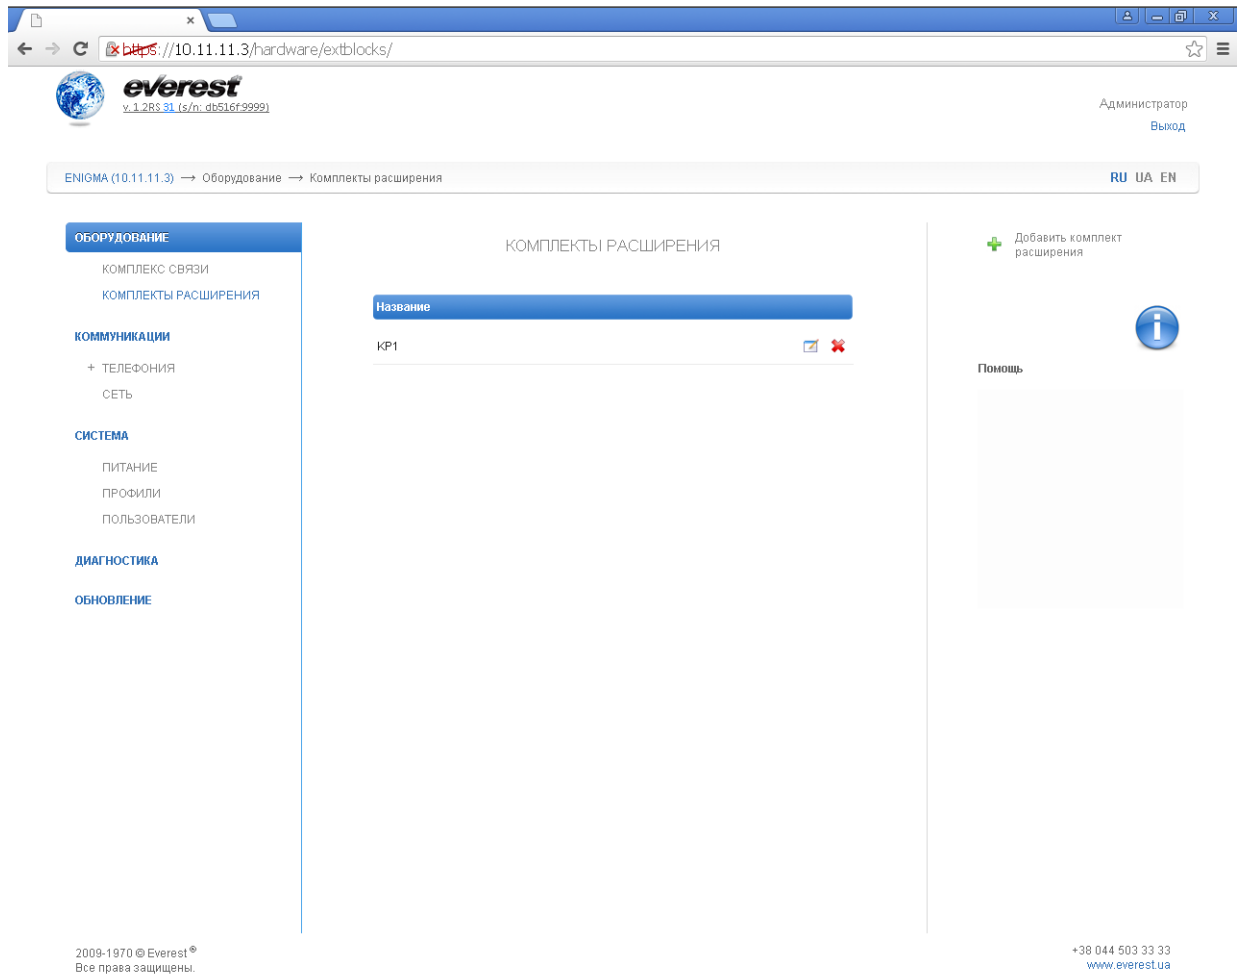 https://10.11.11.3/hardware/extblocks/
everest
v. 1.2RS 31 (s/n: db516f:9999)
Администратор
Выход
ENIGMA (10.11.11.3) → Оборудование → Комплекты расширения
RU UA EN
ОБОРУДОВАНИЕ
КОМПЛЕКС СВЯЗИ
КОМПЛЕКТЫ РАСШИРЕНИЯ
КОММУНИКАЦИИ
+ ТЕЛЕФОНИЯ
СЕТЬ
СИСТЕМА
ПИТАНИЕ
ПРОФИЛИ
ПОЛЬЗОВАТЕЛИ
ДИАГНОСТИКА
ОБНОВЛЕНИЕ
КОМПЛЕКТЫ РАСШИРЕНИЯ
Название
KP1
Добавить комплект
расширения
Помощь
2009-1970 © Everest ®
Все права защищены.
+38 044 503 33 33
www.everest.ua